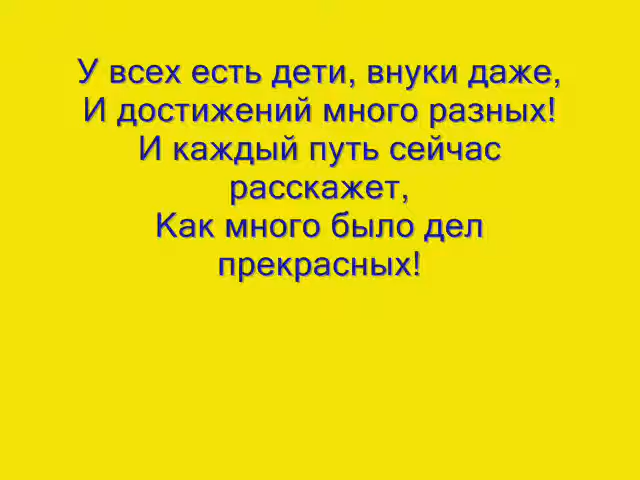 У всех есть дети, внуки даже,
И достижений много разных!
И каждый путь сейчас
расскажет,
Как много было дел
прекрасных!